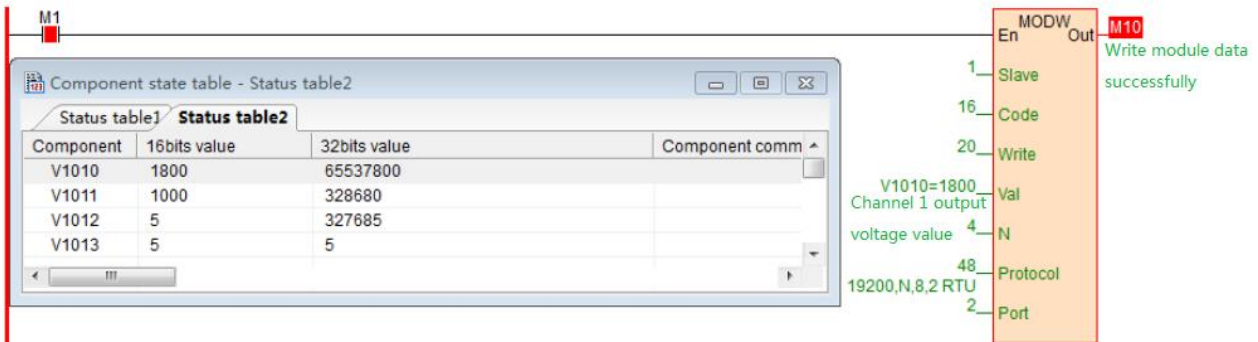 M1
MODW
En Out M10
Write module data
successfully
Component state table - Status table2
Status table1 Status table2
Component 16bits value 32bits value Component comm
V1010 1800 65537800
V1011 1000 328680
V1012 5 327685
V1013 5 5
1 Slave
16 Code
20 Write
V1010=1800 Val
Channel 1 output
voltage value 4 N
48 Protocol
19200,N,8,2 RTU
2 Port